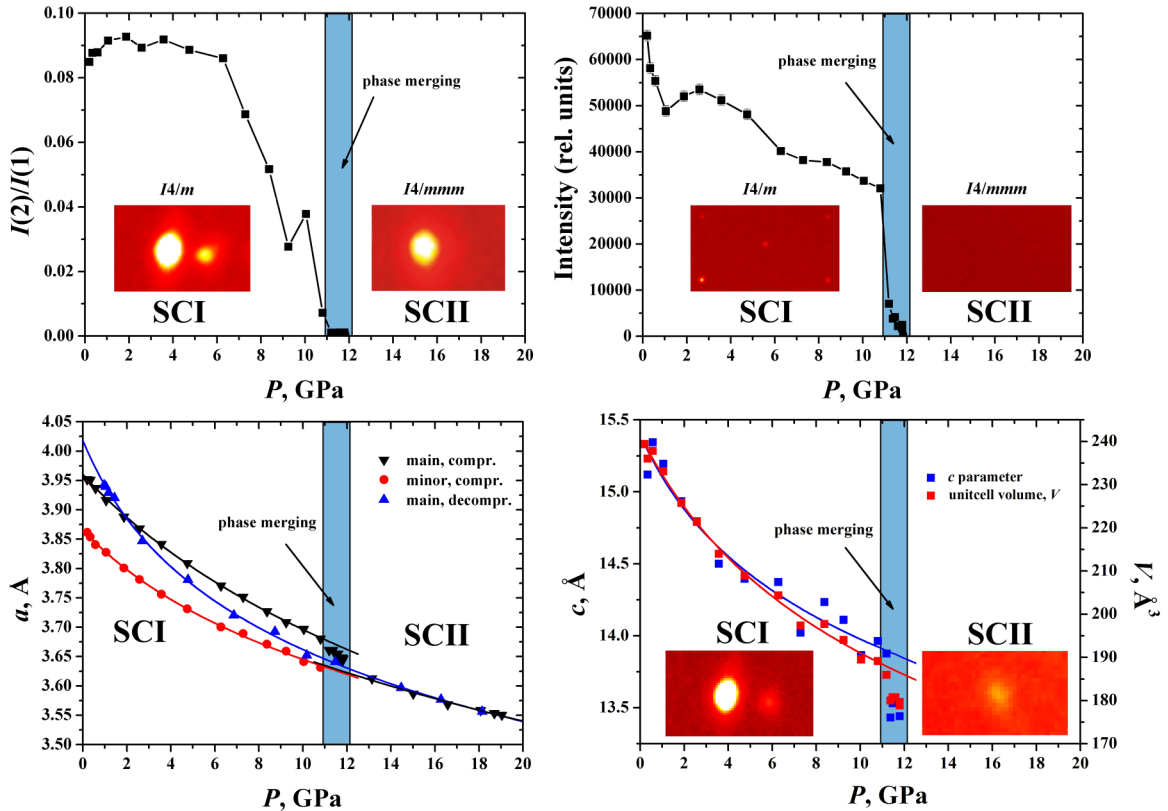 0.10
0.08
0.06
0.04
0.02
0.00
I(2)/I(1)
phase merging
I4/m
I4/mmm
SCI
SCII
0 2 4 6 8 10 12 14 16 18 20
P, GPa
70000
60000
50000
40000
30000
20000
10000
0
Intensity (rel. units)
phase merging
I4/m
I4/mmm
SCI
SCII
0 2 4 6 8 10 12 14 16 18 20
P, GPa
4.05
4.00
3.95
3.90
3.85
3.80
3.75
3.70
3.65
3.60
3.55
3.50
a, Å
main, compr.
minor, compr.
main, decompr.
phase merging
SCI
SCII
0 2 4 6 8 10 12 14 16 18 20
P, GPa
15.5
15.0
14.5
14.0
13.5
c, Å
c parameter
unitcell volume, V
phase merging
SCI
SCII
240
230
220
210
200
190
180
170
V, Å³
0 2 4 6 8 10 12 14 16 18 20
P, GPa